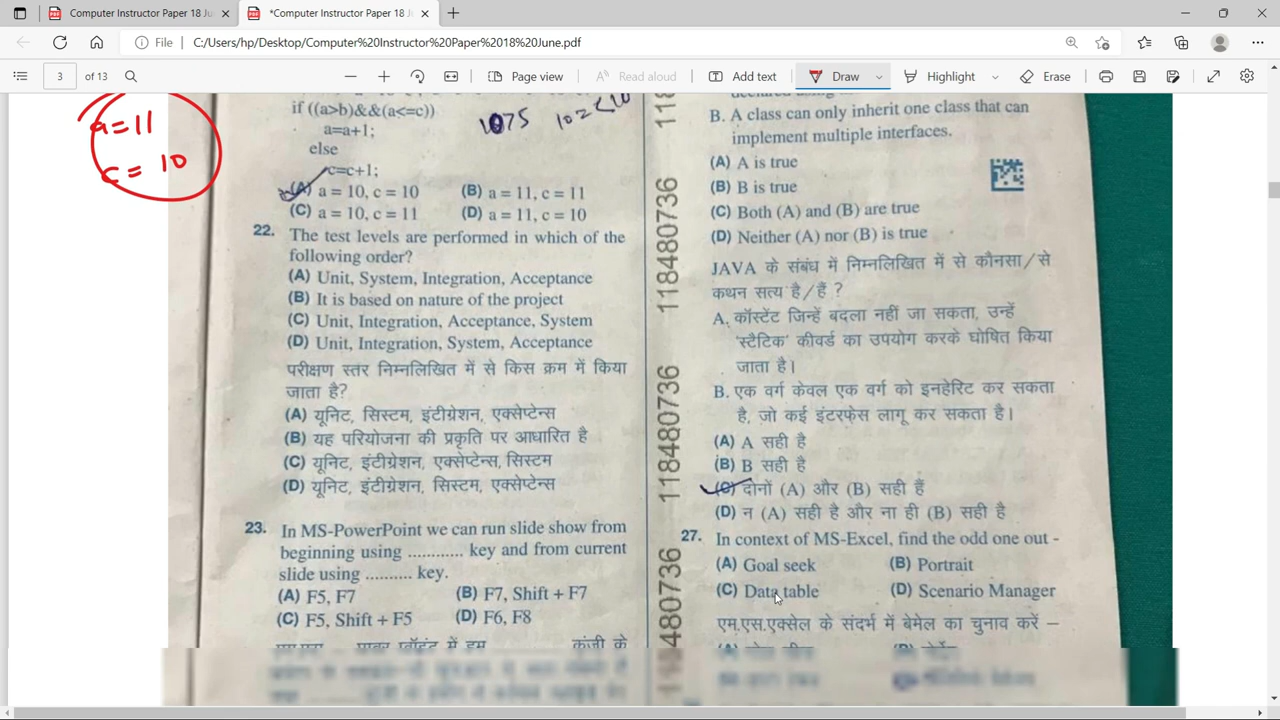 Computer Instructor Paper 18 Ju
*Computer Instructor Paper 18 J
File
C:/Users/hp/Desktop/Computer%20Instructor%20Paper%2018%20June.pdf
3 of 13
Page view
Read aloud
Add text
Draw
Highlight
Erase
a=11
c= 10
if ((a>b)&&(a<=c))
a=a+1;
else
c=c+1;
(A) a = 10, c = 10
(B) a = 11, c = 11
(C) a = 10, c = 11
(D) a = 11, c = 10
22. The test levels are performed in which of the
following order?
(A) Unit, System, Integration, Acceptance
(B) It is based on nature of the project
(C) Unit, Integration, Acceptance, System
(D) Unit, Integration, System, Acceptance
परीक्षण स्तर निम्नलिखित में से किस क्रम में किया
जाता है?
(A) यूनिट, सिस्टम, इंटीग्रेशन, एक्सेप्टेन्स
(B) यह परियोजना की प्रकृति पर आधारित है
(C) यूनिट, इंटीग्रेशन, एक्सेप्टेन्स, सिस्टम
(D) यूनिट, इंटीग्रेशन, सिस्टम, एक्सेप्टेन्स
23. In MS-PowerPoint we can run slide show from
beginning using ............ key and from current
slide using .......... key.
(A) F5, F7
(B) F7, Shift + F7
(C) F5, Shift + F5
(D) F6, F8
118480736
118480736
B. A class can only inherit one class that can
implement multiple interfaces.
(A) A is true
(B) B is true
(C) Both (A) and (B) are true
(D) Neither (A) nor (B) is true
JAVA के संबंध में निम्नलिखित में से कौनसा/से
कथन सत्य है/हैं ?
A. कॉस्टेंट जिन्हें बदला नहीं जा सकता, उन्हें
'स्टैटिक' कीवर्ड का उपयोग करके घोषित किया
जाता है।
B. एक वर्ग केवल एक वर्ग को इनहेरिट कर सकता
है, जो कई इंटरफ़ेस लागू कर सकता है।
(A) A सही है
(B) B सही है
(C) दोनों (A) और (B) सही हैं
(D) न (A) सही है और ना ही (B) सही है
27. In context of MS-Excel, find the odd one out -
(A) Goal seek
(B) Portrait
(C) Data table
(D) Scenario Manager
एम.एस.एक्सेल के संदर्भ में बेमेल का चुनाव करें –